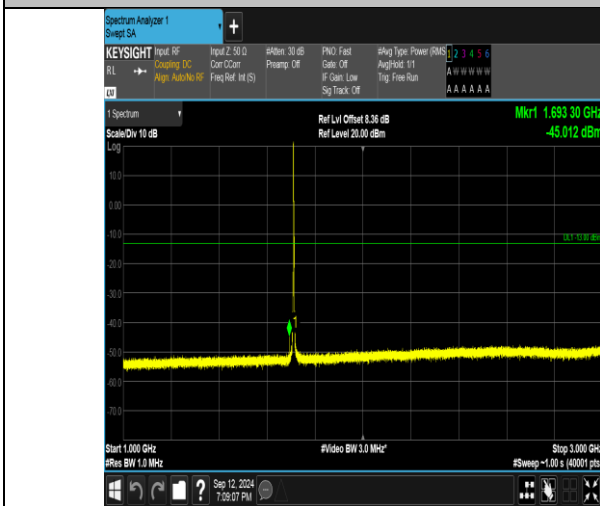 Spectrum Analyzer 1
Swept SA
+
KEYSIGHT
RL
LXI
Input: RF
Coupling: DC
Align: Auto/No RF
Input Z: 50 Ω
Corr CCorr
Freq Ref: Int (S)
#Atten: 30 dB
Preamp: Off
PNO: Fast
Gate: Off
IF Gain: Low
Sig Track: Off
#Avg Type: Power (RMS
Avg|Hold: 1/1
Trig: Free Run
1 2 3 4 5 6
A W W W W W
A A A A A A
1 Spectrum
Scale/Div 10 dB
Ref Lvl Offset 8.36 dB
Ref Level 20.00 dBm
Mkr1 1.693 30 GHz
-45.012 dBm
Log
10.0
0.00
-10.0
DL1 -13.00 dBm
-20.0
-30.0
-40.0
1
-50.0
-60.0
-70.0
Start 1.000 GHz
#Res BW 1.0 MHz
#Video BW 3.0 MHz*
Stop 3.000 GHz
#Sweep ~1.00 s (40001 pts
?
Sep 12, 2024
7:09:07 PM